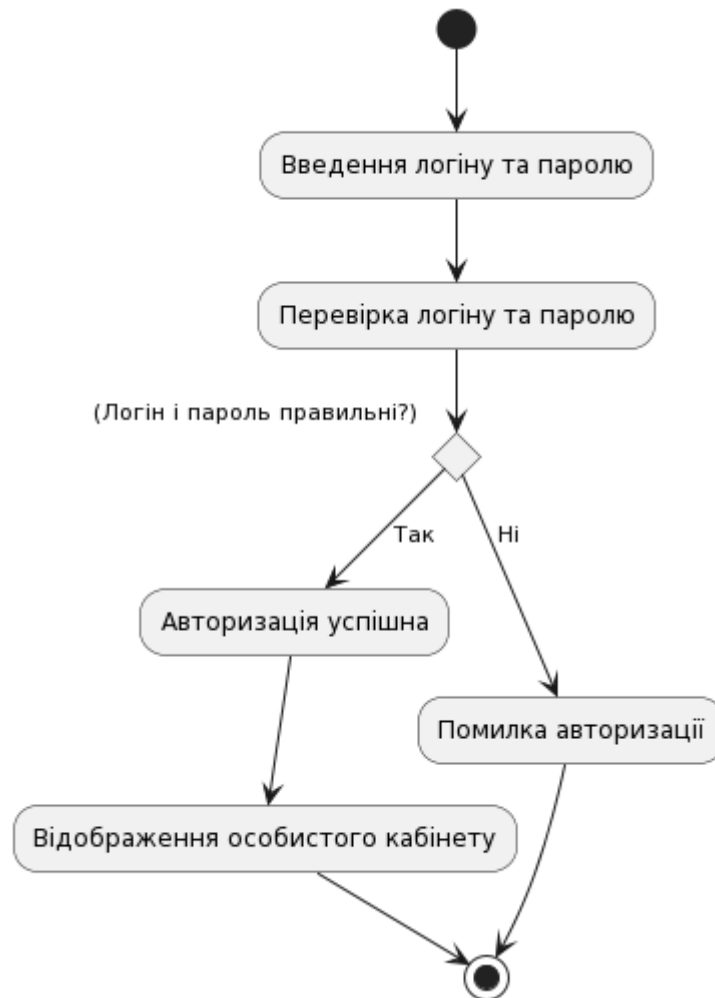 Введення логіну та паролю
Перевірка логіну та паролю
(Логін і пароль правильні?)
Так
Ні
Авторизація успішна
Помилка авторизації
Відображення особистого кабінету